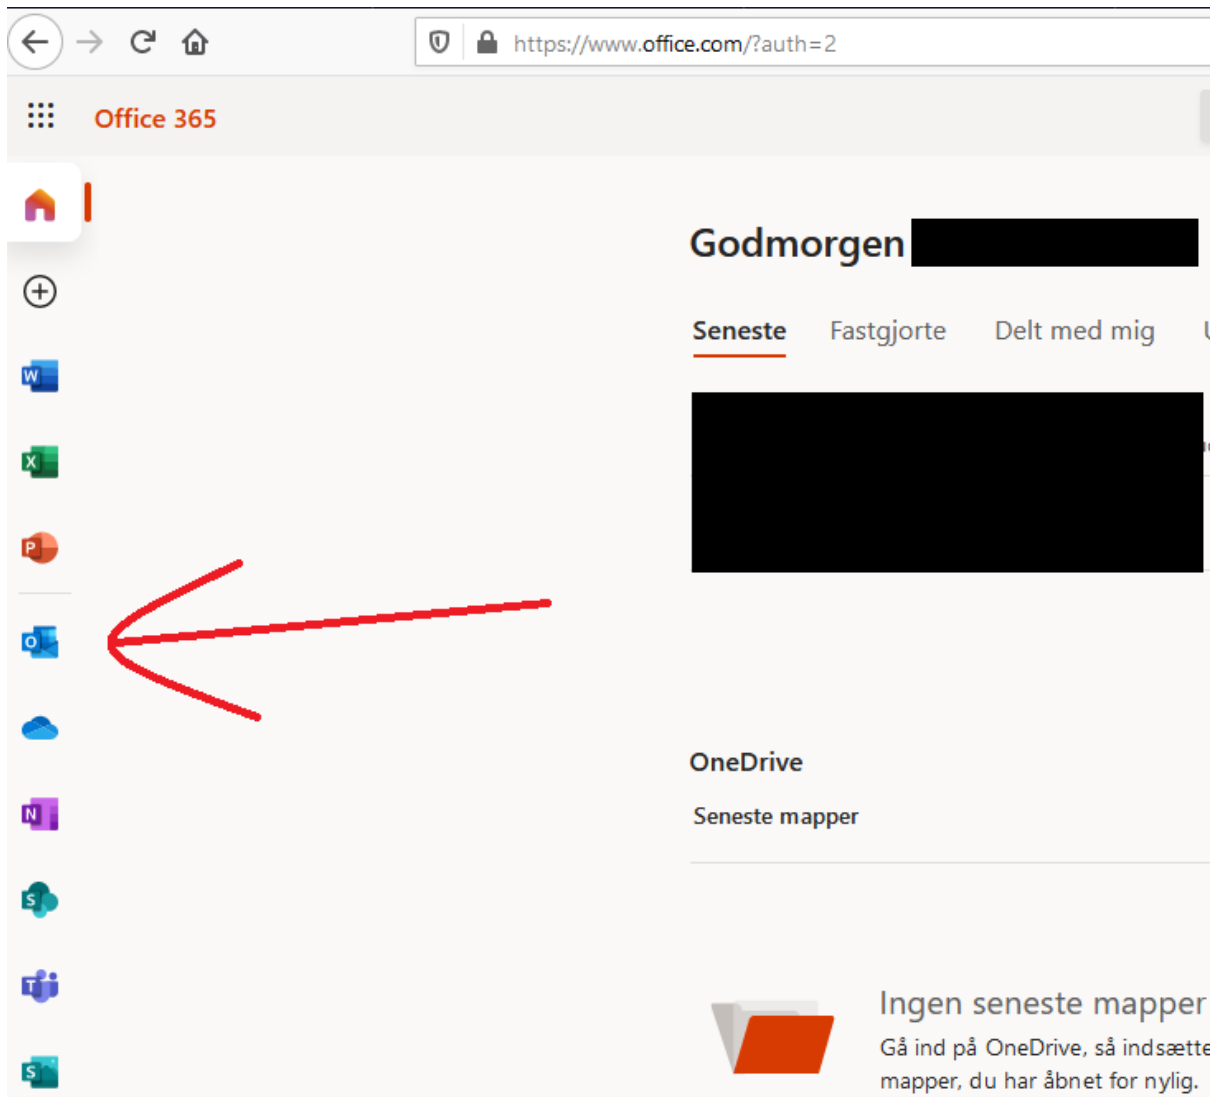 https://www.office.com/?auth=2
Office 365
Godmorgen
Seneste Fastgjorte Delt med mig
W
X
P
O
OneDrive
Seneste mapper
N
S
T
Ingen seneste mapper
Gå ind på OneDrive, så indsætte
mapper, du har åbnet for nylig.
S